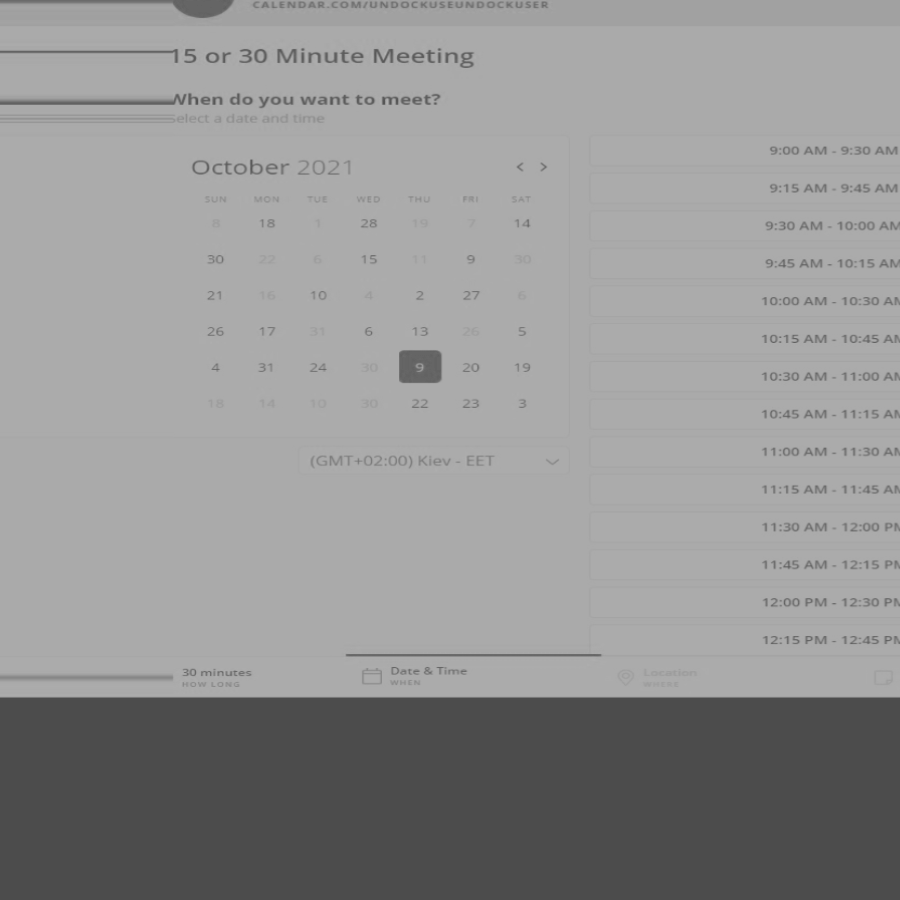 CALENDAR.COM/UNDOCKUSEUNDOCKUSER
15 or 30 Minute Meeting
When do you want to meet?
Select a date and time
October 2021
< >
SUN MON TUE WED THU FRI SAT
8 18 1 28 19 7 14
30 22 6 15 11 9 30
21 16 10 4 2 27 6
26 17 31 6 13 26 5
4 31 24 30 9 20 19
18 14 10 30 22 23 3
(GMT+02:00) Kiev - EET
9:00 AM - 9:30 AM
9:15 AM - 9:45 AM
9:30 AM - 10:00 AM
9:45 AM - 10:15 AM
10:00 AM - 10:30 AM
10:15 AM - 10:45 AM
10:30 AM - 11:00 AM
10:45 AM - 11:15 AM
11:00 AM - 11:30 AM
11:15 AM - 11:45 AM
11:30 AM - 12:00 PM
11:45 AM - 12:15 PM
12:00 PM - 12:30 PM
12:15 PM - 12:45 PM
30 minutes
HOW LONG
Date & Time
WHEN
Location
WHERE